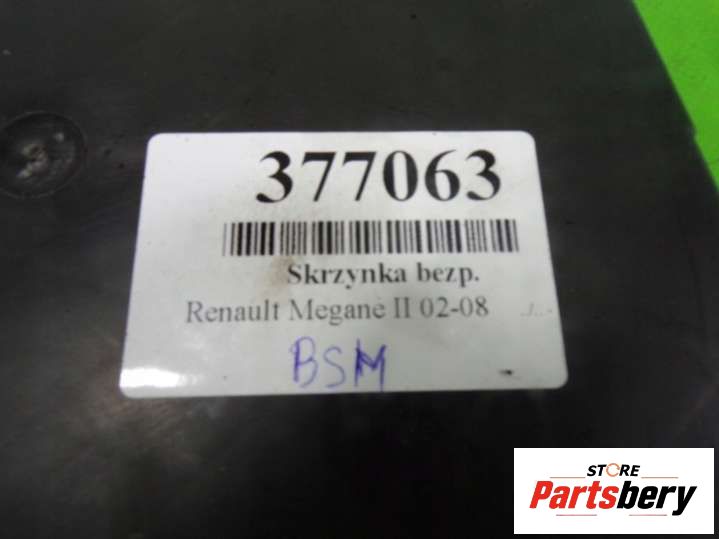 377063
Skrzynka bezp.
Renault Megane II 02-08
BSM
STORE
Partsbery